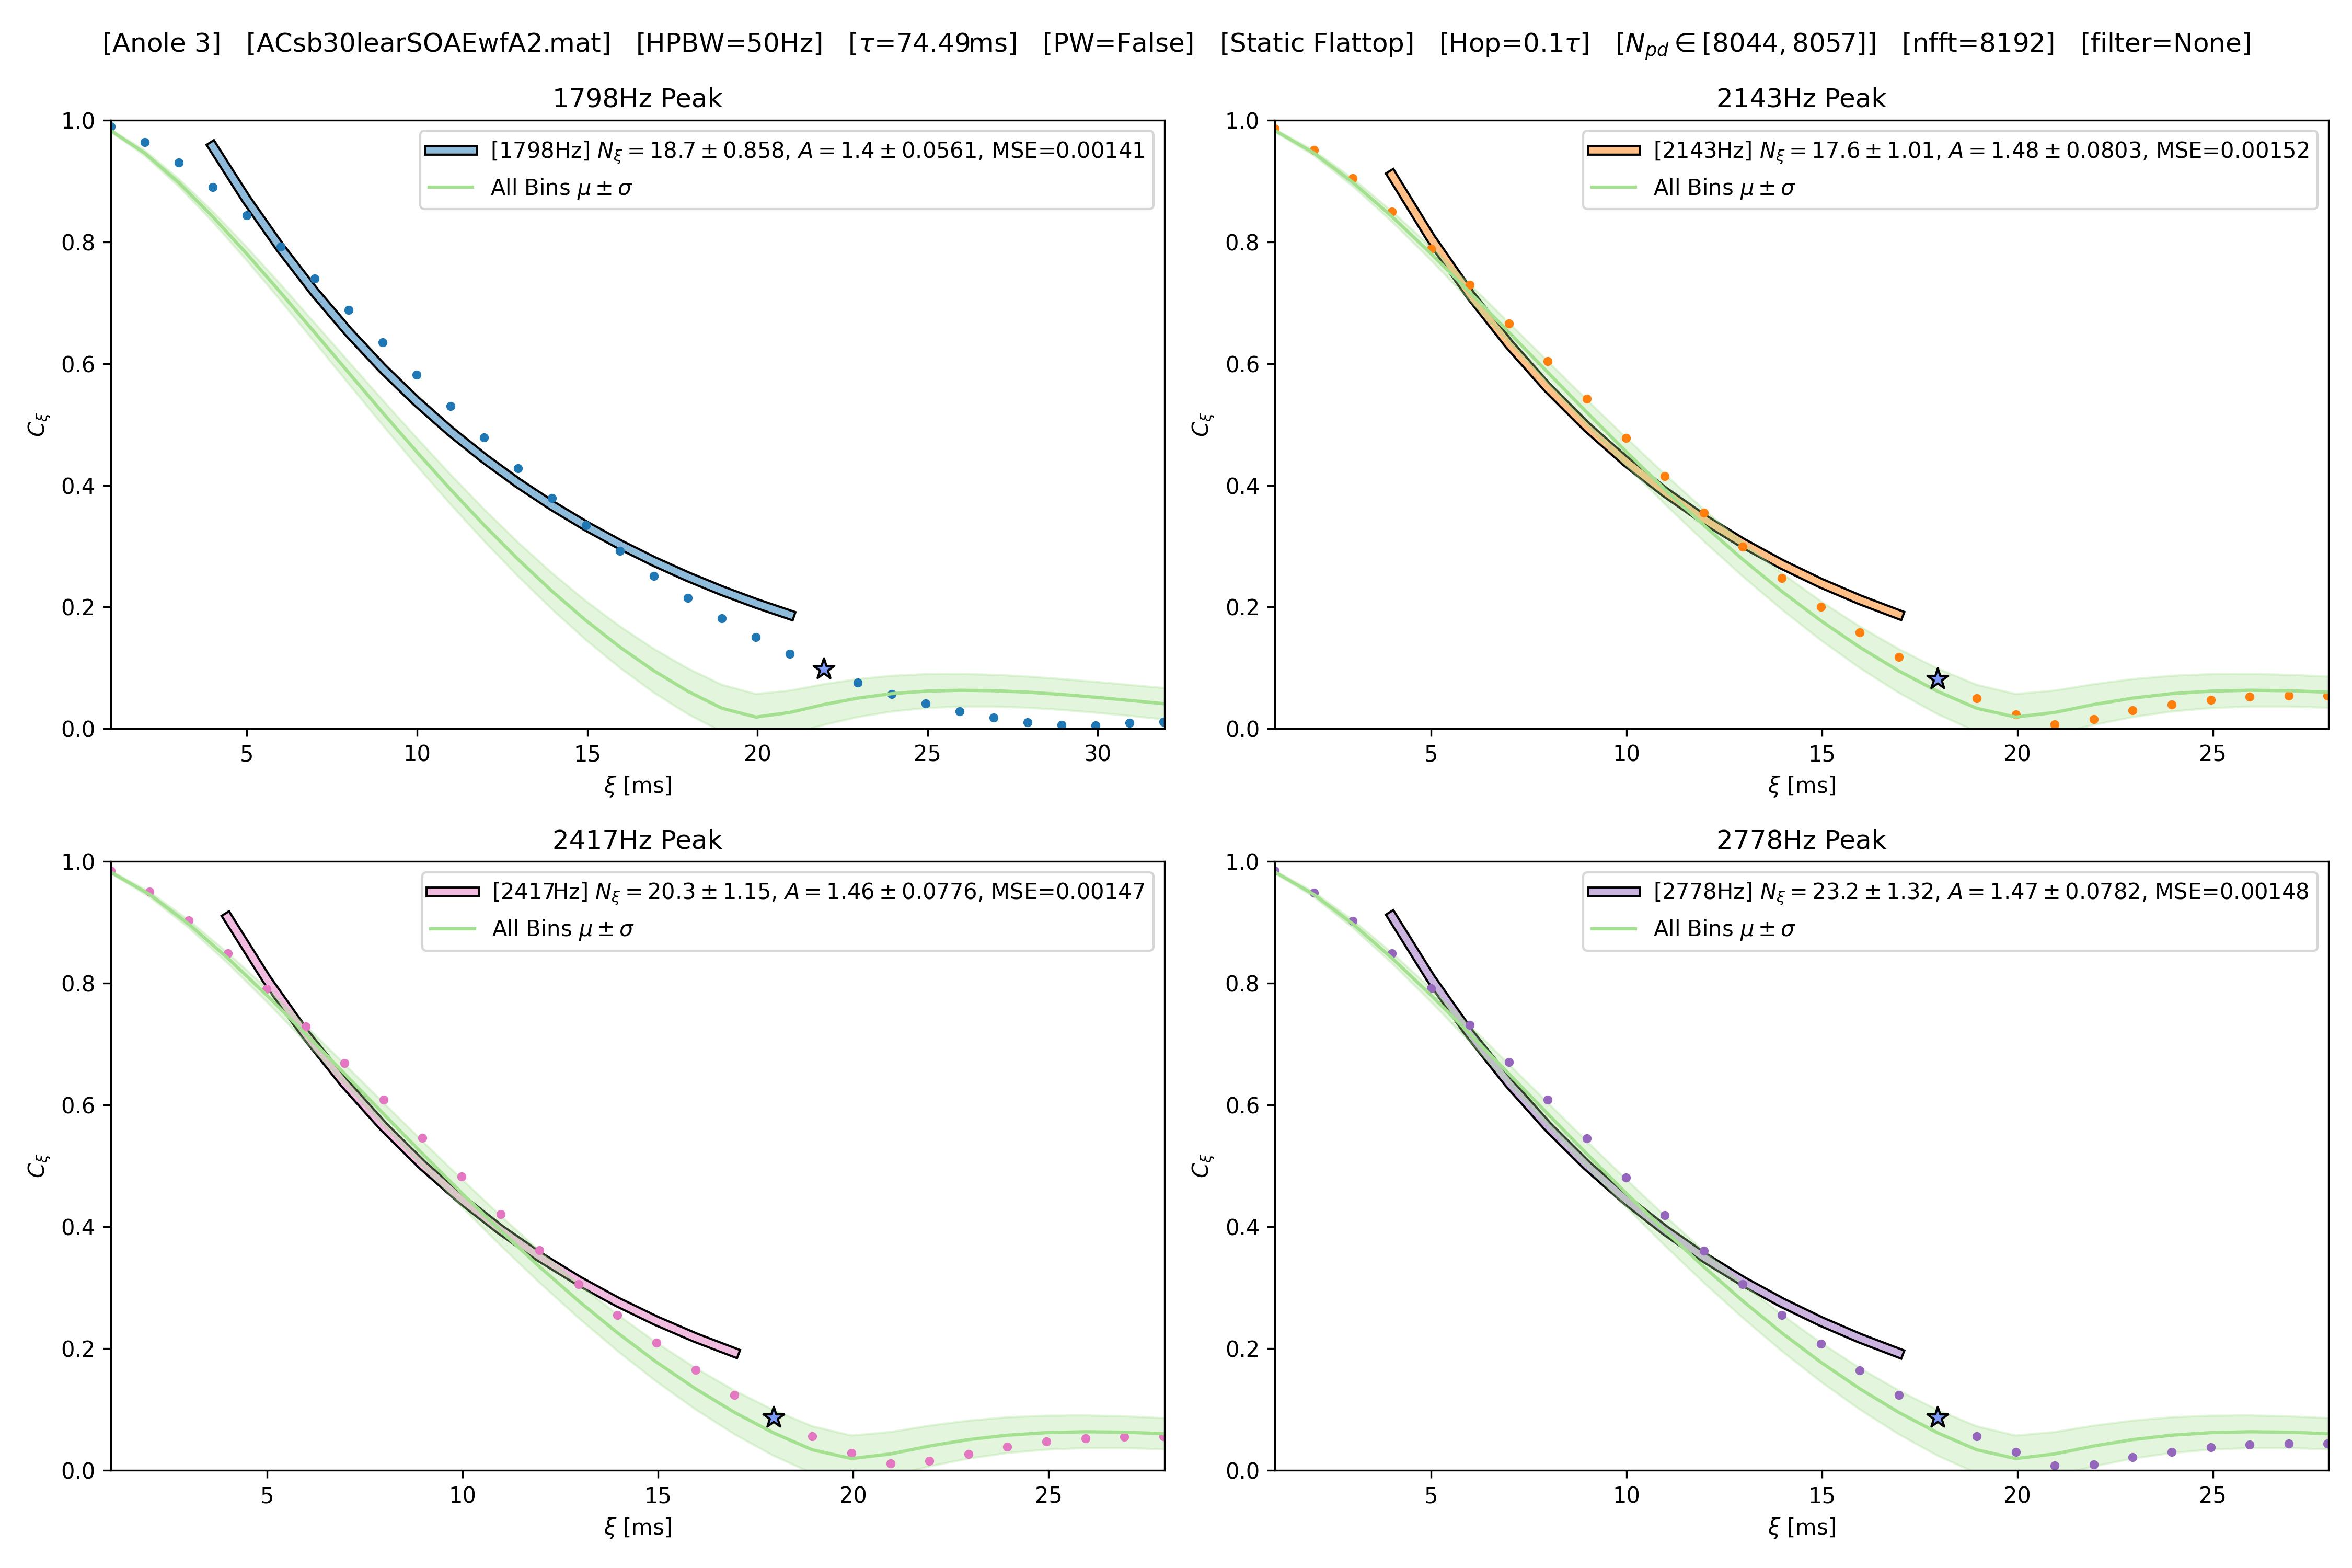 [Anole 3] [ACsb30learSOAEwfA2.mat] [HPBW=50Hz] [τ=74.49ms] [PW=False] [Static Flattop] [Hop=0.1τ] [N_{pd} ∈ [8044, 8057]] [nfft=8192] [filter=None]
1798Hz Peak
[1798Hz] N_ξ = 18.7 ± 0.858, A = 1.4 ± 0.0561, MSE=0.00141
All Bins μ ± σ
1.0
0.8
0.6
0.4
0.2
0.0
C_ξ
5 10 15 20 25 30
ξ [ms]
2143Hz Peak
[2143Hz] N_ξ = 17.6 ± 1.01, A = 1.48 ± 0.0803, MSE=0.00152
All Bins μ ± σ
1.0
0.8
0.6
0.4
0.2
0.0
C_ξ
5 10 15 20 25
ξ [ms]
2417Hz Peak
[2417Hz] N_ξ = 20.3 ± 1.15, A = 1.46 ± 0.0776, MSE=0.00147
All Bins μ ± σ
1.0
0.8
0.6
0.4
0.2
0.0
C_ξ
5 10 15 20 25
ξ [ms]
2778Hz Peak
[2778Hz] N_ξ = 23.2 ± 1.32, A = 1.47 ± 0.0782, MSE=0.00148
All Bins μ ± σ
1.0
0.8
0.6
0.4
0.2
0.0
C_ξ
5 10 15 20 25
ξ [ms]